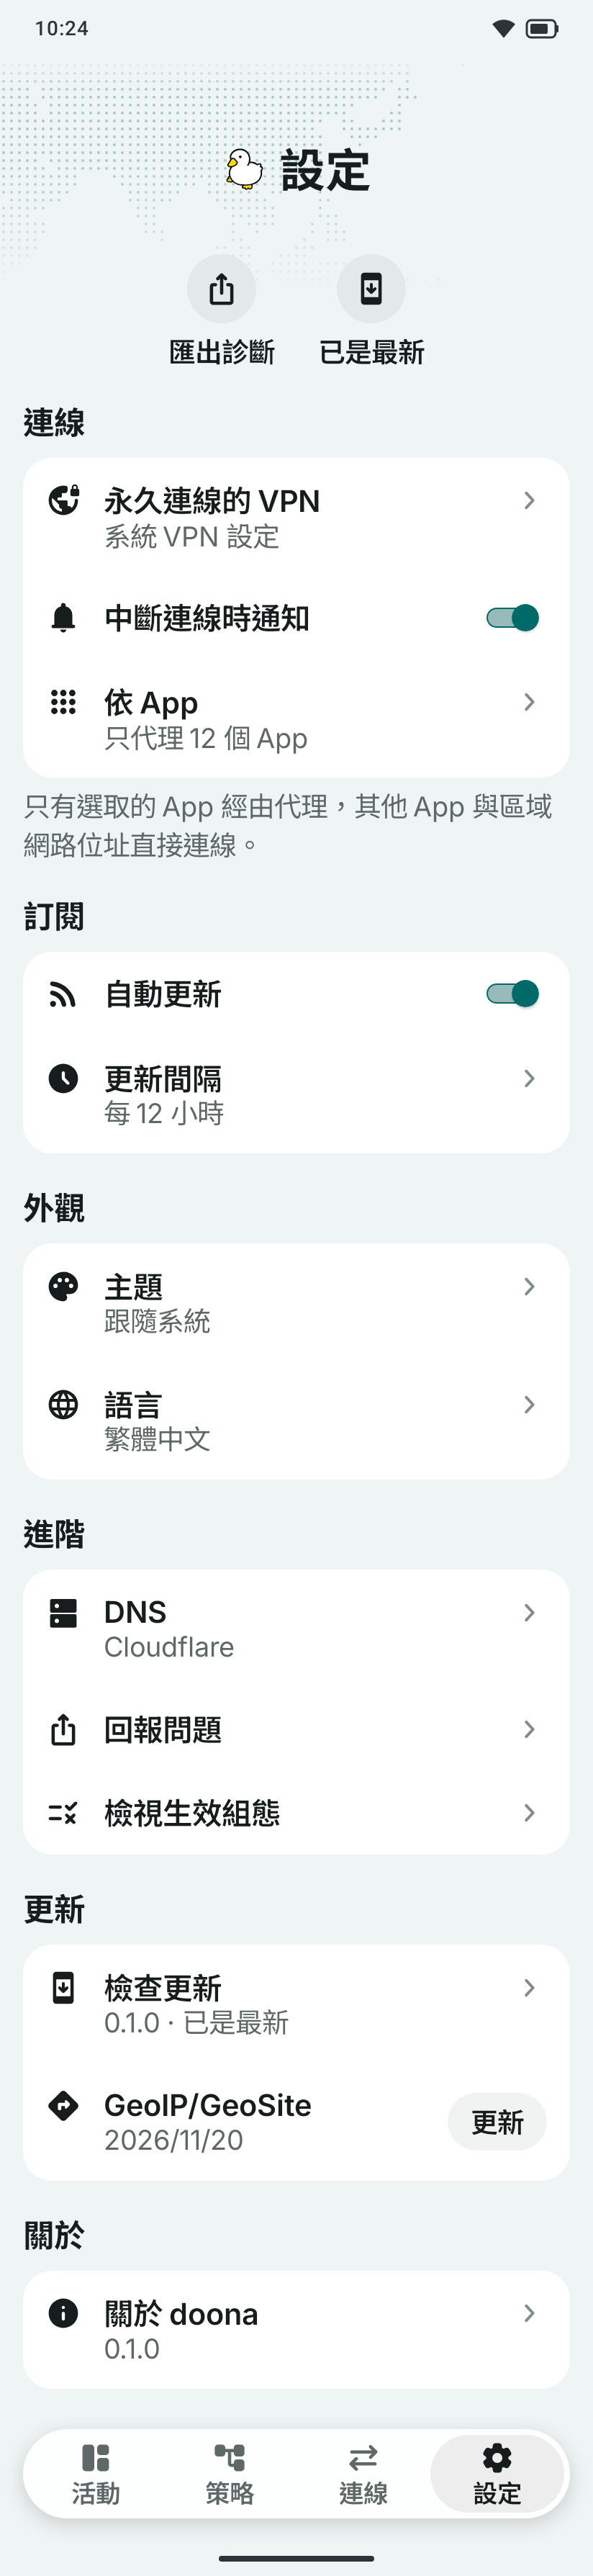 10:24
設定
匯出診斷
已是最新
連線
永久連線的 VPN
系統 VPN 設定
中斷連線時通知
依 App
只代理 12 個 App
只有選取的 App 經由代理，其他 App 與區域
網路位址直接連線。
訂閱
自動更新
更新間隔
每 12 小時
外觀
主題
跟隨系統
語言
繁體中文
進階
DNS
Cloudflare
回報問題
檢視生效組態
更新
檢查更新
0.1.0 · 已是最新
GeoIP/GeoSite
2026/11/20
更新
關於
關於 doona
0.1.0
活動
策略
連線
設定